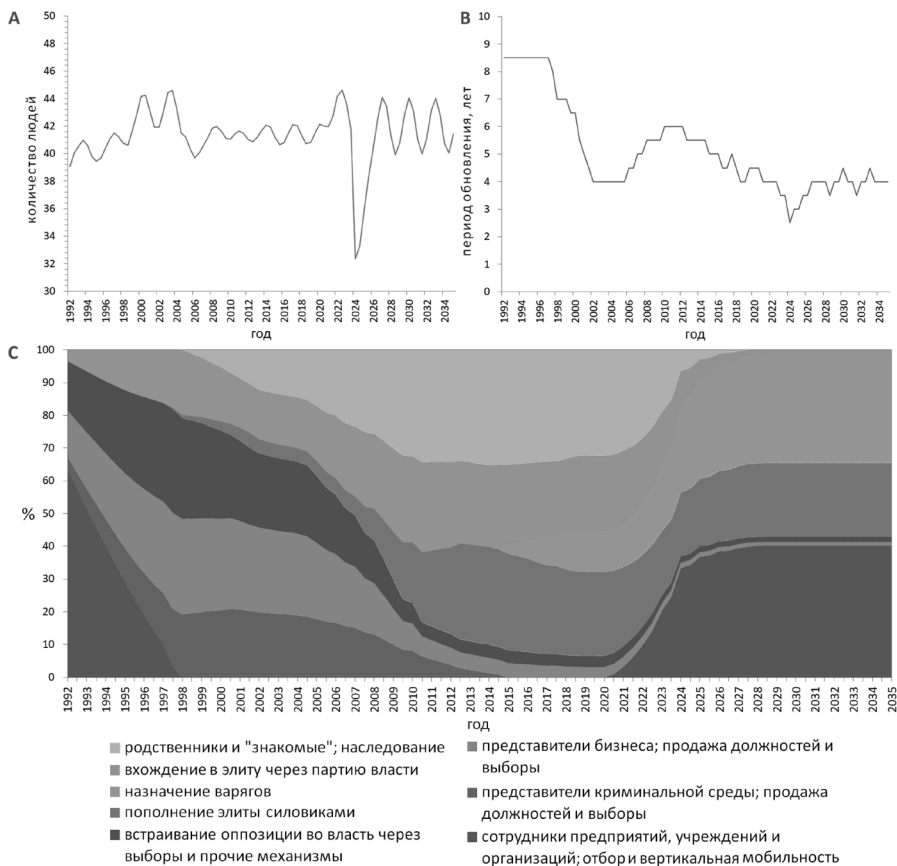 A
50
48
46
44
42
40
38
36
34
32
30
количество людей
1992 1994 1996 1998 2000 2002 2004 2006 2008 2010 2012 2014 2016 2018 2020 2022 2024 2026 2028 2030 2032 2034
год
B
10
9
8
7
6
5
4
3
2
1
0
период обновления, лет
1992 1994 1996 1998 2000 2002 2004 2006 2008 2010 2012 2014 2016 2018 2020 2022 2024 2026 2028 2030 2032 2034
год
C
100
90
80
70
60
50
40
30
20
10
0
%
1992 1993 1994 1995 1996 1997 1998 1999 2000 2001 2002 2003 2004 2005 2006 2007 2008 2009 2010 2011 2012 2013 2014 2015 2016 2017 2018 2019 2020 2021 2022 2023 2024 2025 2026 2027 2028 2029 2030 2031 2032 2033 2034 2035
год
родственники и "знакомые"; наследование
вхождение в элиту через партию власти
назначение варягов
пополнение элиты силовиками
встраивание оппозиции во власть через
выборы и прочие механизмы
представители бизнеса; продажа должностей и
выборы
представители криминальной среды; продажа
должностей и выборы
сотрудники предприятий, учреждений и
организаций; отбор и вертикальная мобильность